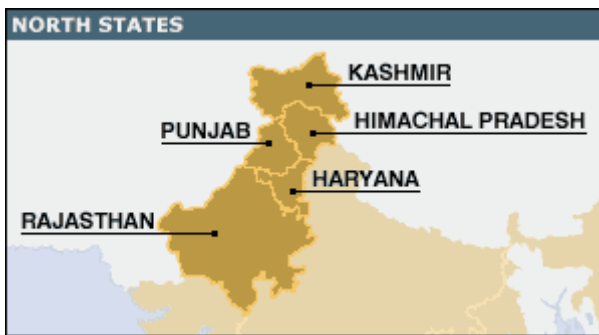 NORTH STATES
KASHMIR
PUNJAB
HIMACHAL PRADESH
HARYANA
RAJASTHAN